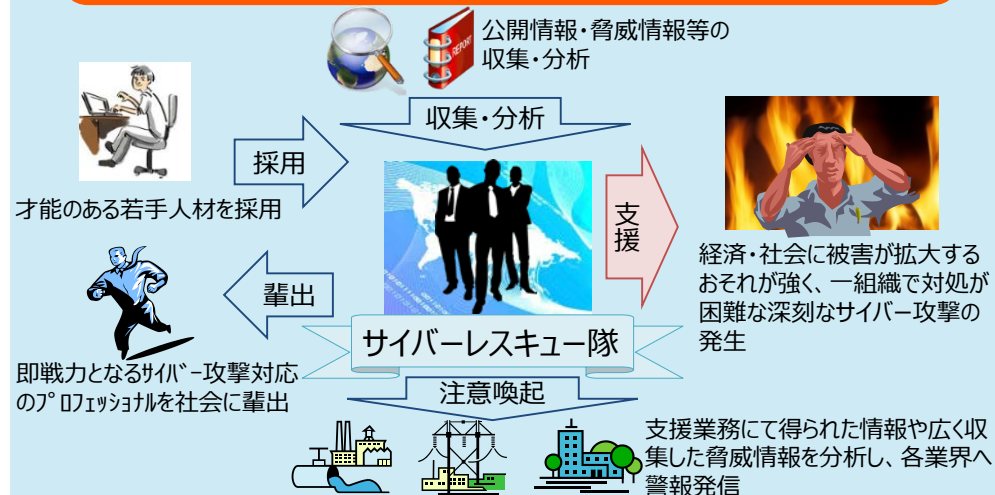 公開情報・脅威情報等の
収集・分析
収集・分析
採用
才能のある若手人材を採用
支援
経済・社会に被害が拡大する
おそれが強く、一組織で対処が
困難な深刻なサイバー攻撃の
発生
輩出
即戦力となるｻｲﾊﾞｰ攻撃対応
のﾌﾟﾛﾌｪｯｼｮﾅﾙを社会に輩出
サイバーレスキュー隊
注意喚起
支援業務にて得られた情報や広く収
集した脅威情報を分析し、各業界へ
警報発信
REPORT